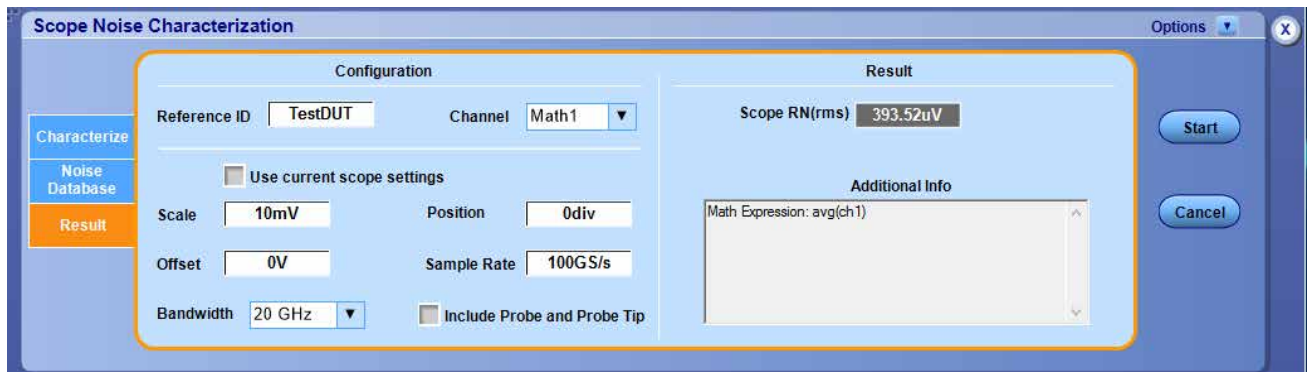 Scope Noise Characterization
Options
X
Characterize
Noise
Database
Result
Configuration
Reference ID TestDUT Channel Math1
Use current scope settings
Scale 10mV Position 0div
Offset 0V Sample Rate 100GS/s
Bandwidth 20 GHz Include Probe and Probe Tip
Result
Scope RN(rms) 393.52uV
Additional Info
Math Expression: avg(ch1)
Start
Cancel